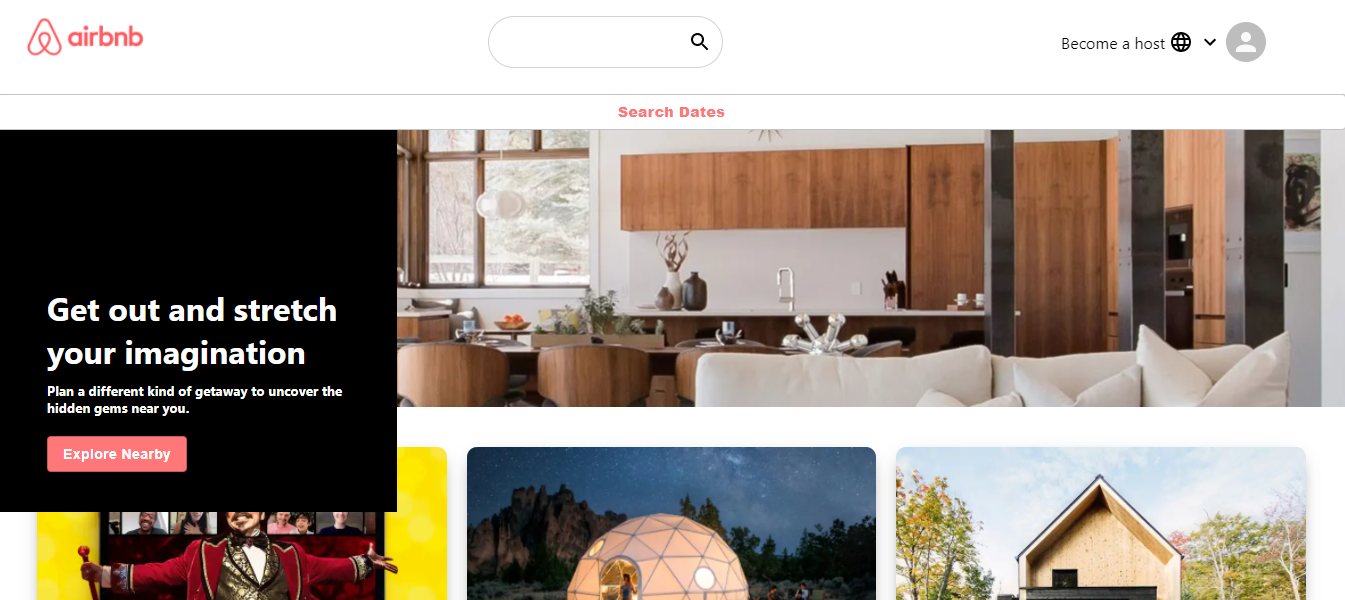 airbnb
Become a host
Search Dates
Get out and stretch
your imagination
Plan a different kind of getaway to uncover the
hidden gems near you.
Explore Nearby